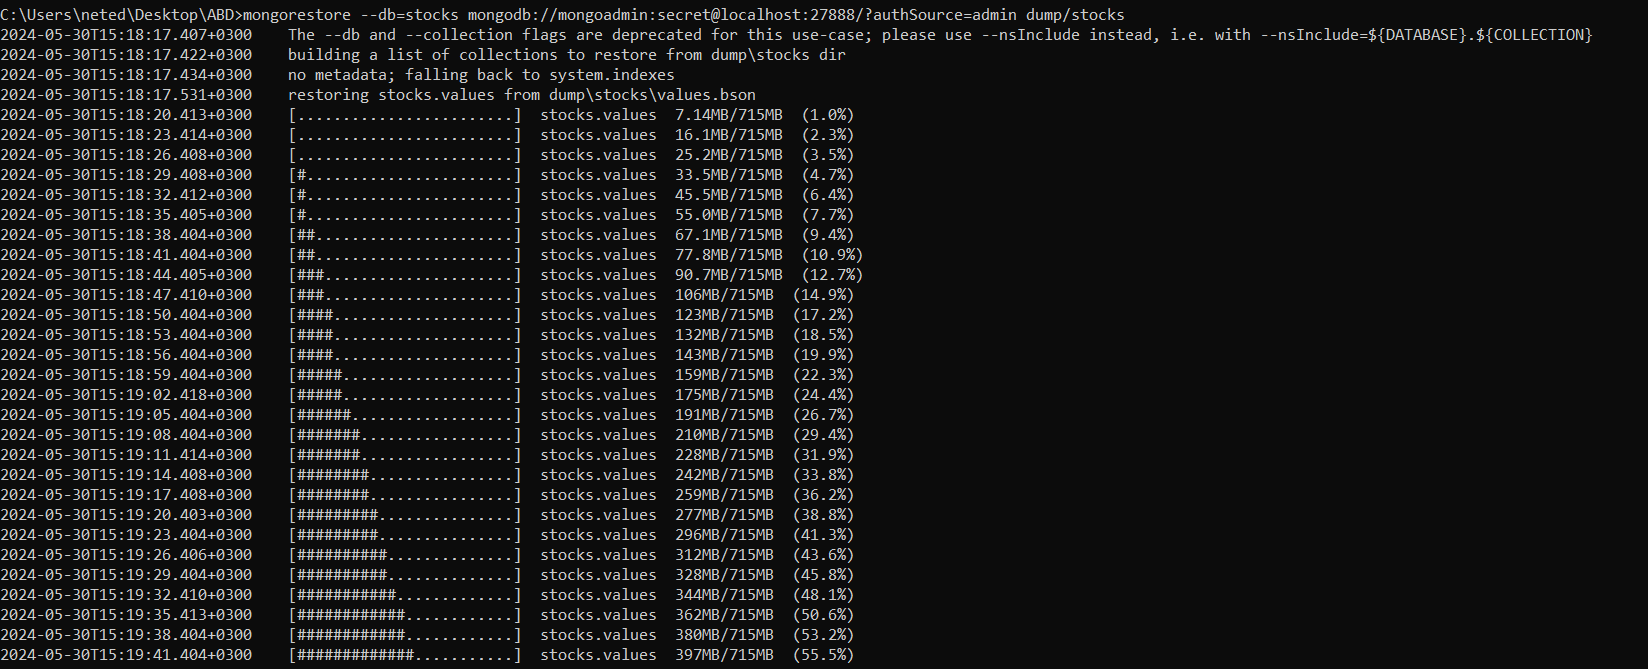 C:\Users\neted\Desktop\ABD>mongorestore --db=stocks mongodb://mongoadmin:secret@localhost:27888/?authSource=admin dump/stocks
2024-05-30T15:18:17.407+0300    The --db and --collection flags are deprecated for this use-case; please use --nsInclude instead, i.e. with --nsInclude=${DATABASE}.${COLLECTION}
2024-05-30T15:18:17.422+0300    building a list of collections to restore from dump\stocks dir
2024-05-30T15:18:17.434+0300    no metadata; falling back to system.indexes
2024-05-30T15:18:17.531+0300    restoring stocks.values from dump\stocks\values.bson
2024-05-30T15:18:20.413+0300    [........................]  stocks.values  7.14MB/715MB  (1.0%)
2024-05-30T15:18:23.414+0300    [........................]  stocks.values  16.1MB/715MB  (2.3%)
2024-05-30T15:18:26.408+0300    [........................]  stocks.values  25.2MB/715MB  (3.5%)
2024-05-30T15:18:29.408+0300    [#.......................]  stocks.values  33.5MB/715MB  (4.7%)
2024-05-30T15:18:32.412+0300    [#.......................]  stocks.values  45.5MB/715MB  (6.4%)
2024-05-30T15:18:35.405+0300    [#.......................]  stocks.values  55.0MB/715MB  (7.7%)
2024-05-30T15:18:38.404+0300    [##......................]  stocks.values  67.1MB/715MB  (9.4%)
2024-05-30T15:18:41.404+0300    [##......................]  stocks.values  77.8MB/715MB  (10.9%)
2024-05-30T15:18:44.405+0300    [###.....................]  stocks.values  90.7MB/715MB  (12.7%)
2024-05-30T15:18:47.410+0300    [###.....................]  stocks.values  106MB/715MB  (14.9%)
2024-05-30T15:18:50.404+0300    [####....................]  stocks.values  123MB/715MB  (17.2%)
2024-05-30T15:18:53.404+0300    [####....................]  stocks.values  132MB/715MB  (18.5%)
2024-05-30T15:18:56.404+0300    [####....................]  stocks.values  143MB/715MB  (19.9%)
2024-05-30T15:18:59.404+0300    [#####...................]  stocks.values  159MB/715MB  (22.3%)
2024-05-30T15:19:02.418+0300    [#####...................]  stocks.values  175MB/715MB  (24.4%)
2024-05-30T15:19:05.404+0300    [######..................]  stocks.values  191MB/715MB  (26.7%)
2024-05-30T15:19:08.404+0300    [#######.................]  stocks.values  210MB/715MB  (29.4%)
2024-05-30T15:19:11.414+0300    [#######.................]  stocks.values  228MB/715MB  (31.9%)
2024-05-30T15:19:14.408+0300    [########................]  stocks.values  242MB/715MB  (33.8%)
2024-05-30T15:19:17.408+0300    [########................]  stocks.values  259MB/715MB  (36.2%)
2024-05-30T15:19:20.403+0300    [#########...............]  stocks.values  277MB/715MB  (38.8%)
2024-05-30T15:19:23.404+0300    [#########...............]  stocks.values  296MB/715MB  (41.3%)
2024-05-30T15:19:26.406+0300    [##########..............]  stocks.values  312MB/715MB  (43.6%)
2024-05-30T15:19:29.404+0300    [##########..............]  stocks.values  328MB/715MB  (45.8%)
2024-05-30T15:19:32.410+0300    [###########.............]  stocks.values  344MB/715MB  (48.1%)
2024-05-30T15:19:35.413+0300    [############............]  stocks.values  362MB/715MB  (50.6%)
2024-05-30T15:19:38.404+0300    [############............]  stocks.values  380MB/715MB  (53.2%)
2024-05-30T15:19:41.404+0300    [#############...........]  stocks.values  397MB/715MB  (55.5%)